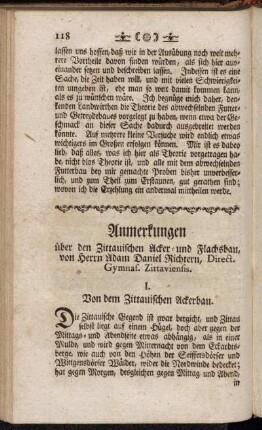 118
lassen uns hoffen, daß wir in der Ausübung noch weit meh-
rere Vortheile davon finden würden, als sich hier aus-
einander setzen und beschreiben lassen. Indessen ist es eine
Sache, die Zeit haben will, und mit vielen Schwierigkei-
ten umgeben ist, ehe man so weit damit kommen kann,
als es zu wünschen wäre. Ich begnüge mich daher, den-
kenden Landwirthen die Theorie des abwechselnden Futter-
und Getreydebaues vorgelegt zu haben, wenn etwa der Ge-
schmack an dieser Sache dadurch ausgebreitet werden
könnte. Aus mehrere kleine Versuche wird endlich etwas
wichtigers im Großen erfolgen können. Mir ist es dabey
lieb, daß alles, was ich hier als Theorie vorgetragen ha-
be, nicht blos Theorie ist, und alle mit dem abwechselnden
Futterbau bey mir gemachte Proben bisher unverbesser-
lich, und zum Theil zum Erstaunen, gut gerathen sind;
wovon ich die Erzehlung ein andermal mittheilen werde.
Anmerkungen
über den Zittauischen Acker- und Flachsbau,
von Herrn Adam Daniel Richtern, Direct.
Gymnas. Zittaviensis.
I.
Von dem Zittauischen Ackerbau.
Die Zittauische Gegend ist zwar bergicht, und Zittau
selbst liegt auf einem Hügel, doch aber gegen der
Mittags- und Abendseite etwas abhängig, als in einer
Mulde, und wird gegen Mitternacht von dem Eckartsber-
berge, wie auch von den Höhen der Seiffersdörfer und
Wittgensdörfer Wälder, wider die Nordwinde bedecket;
hat gegen Morgen, desgleichen gegen Mittag und Abend,
in